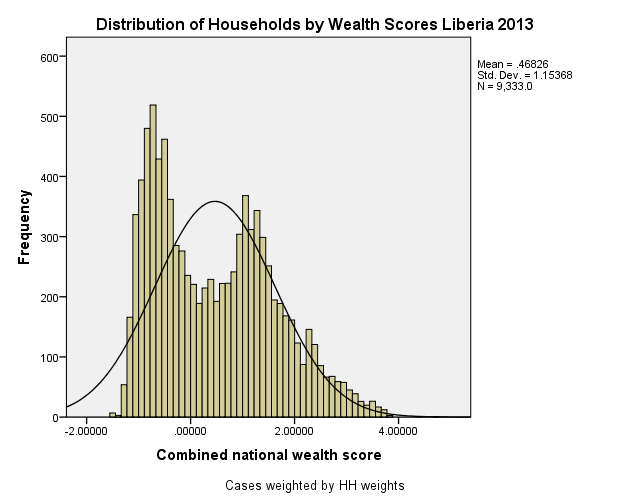 Distribution of Households by Wealth Scores Liberia 2013
Mean = .46826
Std. Dev. = 1.15368
N = 9,333.0
600
500
400
300
200
100
0
Frequency
-2.00000 .00000 2.00000 4.00000
Combined national wealth score
Cases weighted by HH weights